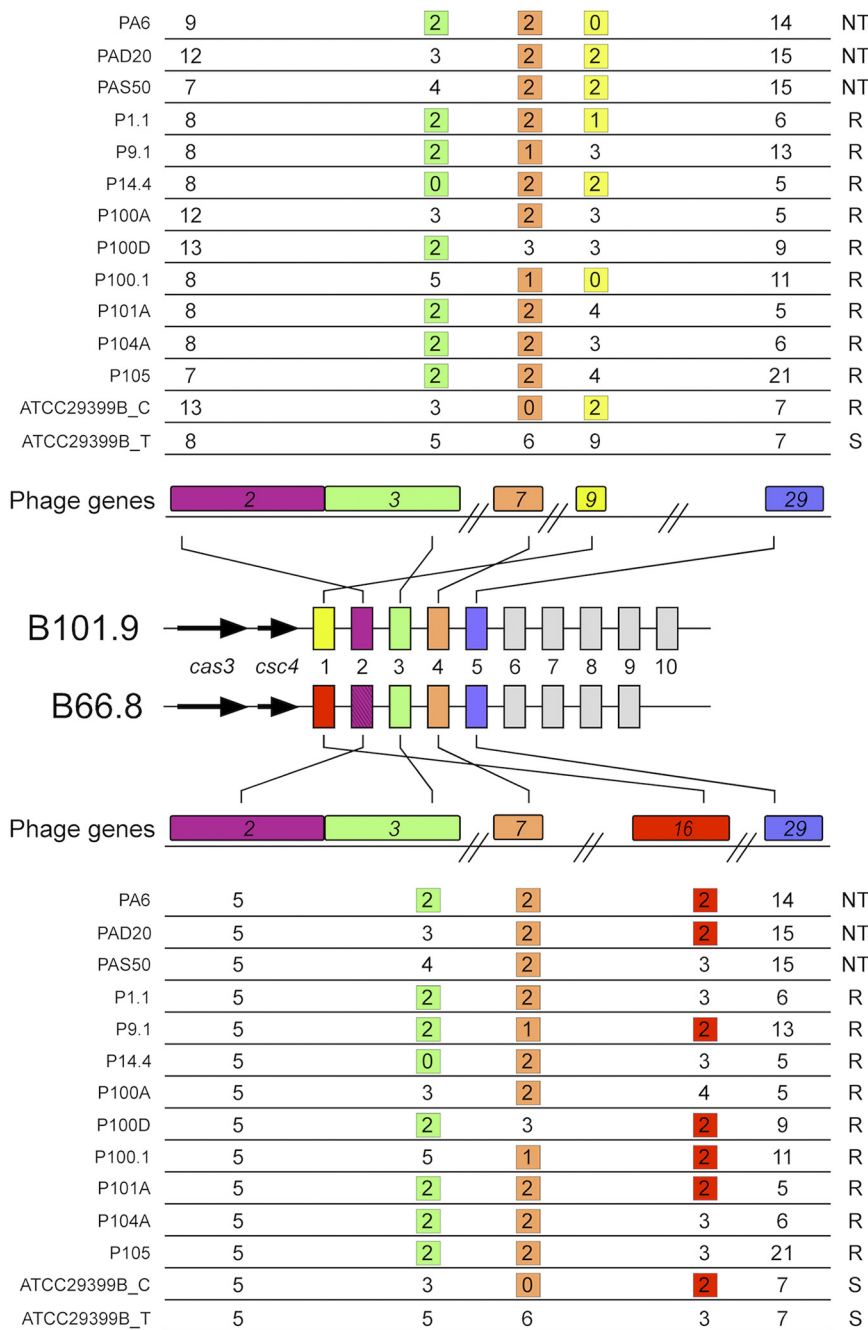 PA6 9 2 2 0 14 NT
PAD20 12 3 2 2 15 NT
PAS50 7 4 2 2 15 NT
P1.1 8 2 2 1 6 R
P9.1 8 2 1 3 13 R
P14.4 8 0 2 2 5 R
P100A 12 3 2 3 5 R
P100D 13 2 3 3 9 R
P100.1 8 5 1 0 11 R
P101A 8 2 2 4 5 R
P104A 8 2 2 3 6 R
P105 7 2 2 4 21 R
ATCC29399B_C 13 3 0 2 7 R
ATCC29399B_T 8 5 6 9 7 S
Phage genes 2 3 7 9 29
B101.9
cas3 csc4 1 2 3 4 5 6 7 8 9 10
B66.8
Phage genes 2 3 7 16 29
PA6 5 2 2 2 14 NT
PAD20 5 3 2 2 15 NT
PAS50 5 4 2 3 15 NT
P1.1 5 2 2 3 6 R
P9.1 5 2 1 2 13 R
P14.4 5 0 2 3 5 R
P100A 5 3 2 4 5 R
P100D 5 2 3 2 9 R
P100.1 5 5 1 2 11 R
P101A 5 2 2 2 5 R
P104A 5 2 2 3 6 R
P105 5 2 2 3 21 R
ATCC29399B_C 5 3 0 2 7 S
ATCC29399B_T 5 5 6 3 7 S